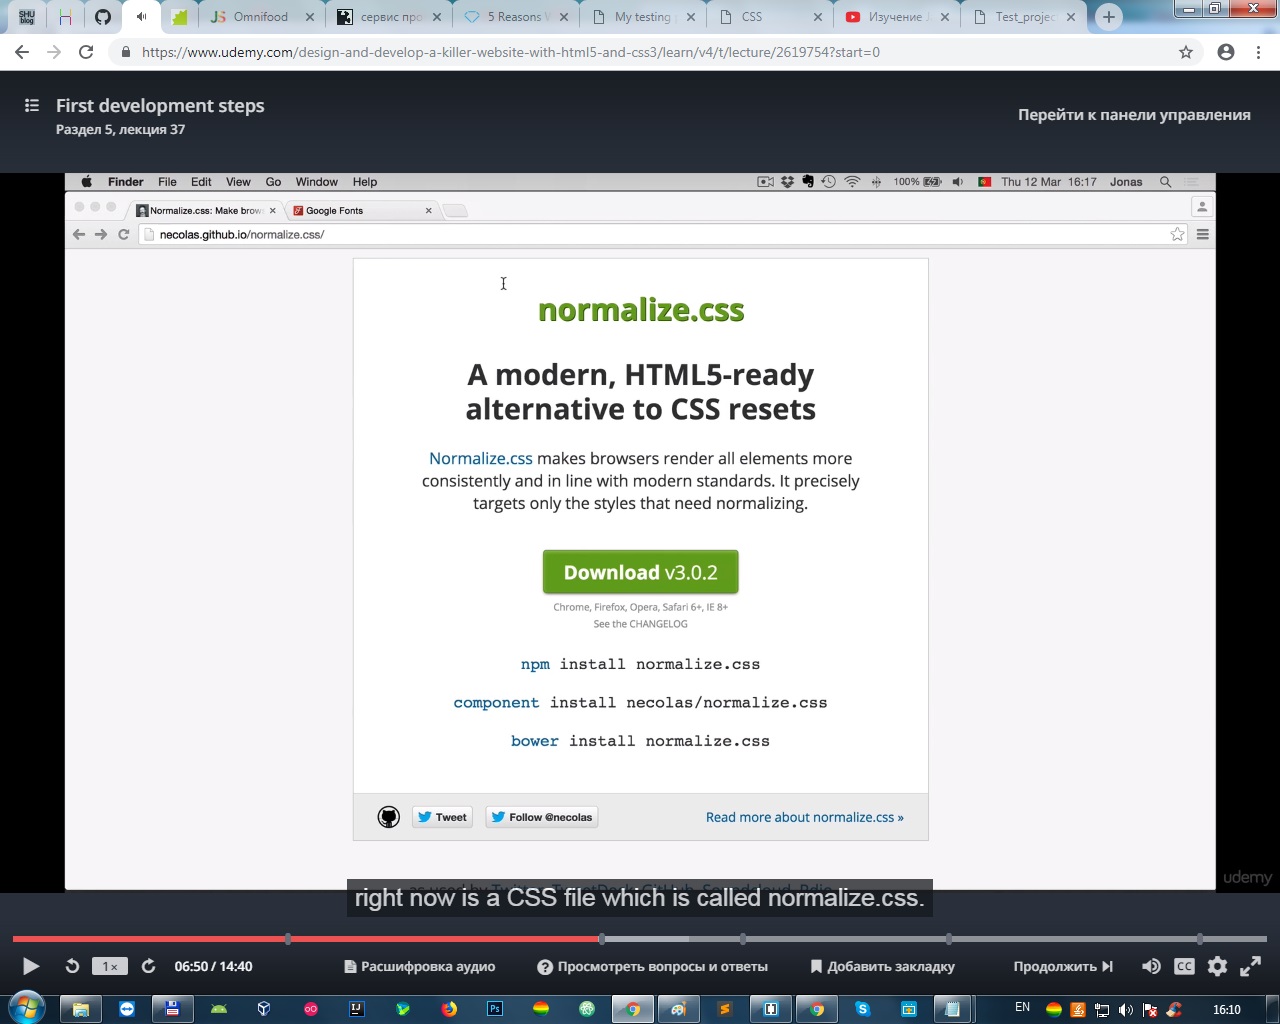 SHU
blog
JS Omnifood
сервис про
5 Reasons
My testing
CSS
Изучение
Test_projec
https://www.udemy.com/design-and-develop-a-killer-website-with-html5-and-css3/learn/v4/t/lecture/2619754?start=0
First development steps
Раздел 5, лекция 37
Перейти к панели управления
Finder File Edit View Go Window Help
100% Thu 12 Mar 16:17 Jonas
Normalize.css: Make brow
Google Fonts
necolas.github.io/normalize.css/
normalize.css
A modern, HTML5-ready
alternative to CSS resets
Normalize.css makes browsers render all elements more
consistently and in line with modern standards. It precisely
targets only the styles that need normalizing.
Download v3.0.2
Chrome, Firefox, Opera, Safari 6+, IE 8+
See the CHANGELOG
npm install normalize.css
component install necolas/normalize.css
bower install normalize.css
Tweet
Follow @necolas
Read more about normalize.css »
udemy
right now is a CSS file which is called normalize.css.
1×
06:50 / 14:40
Расшифровка аудио
Просмотреть вопросы и ответы
Добавить закладку
Продолжить
CC
IJ
Ps
S
EN
16:10